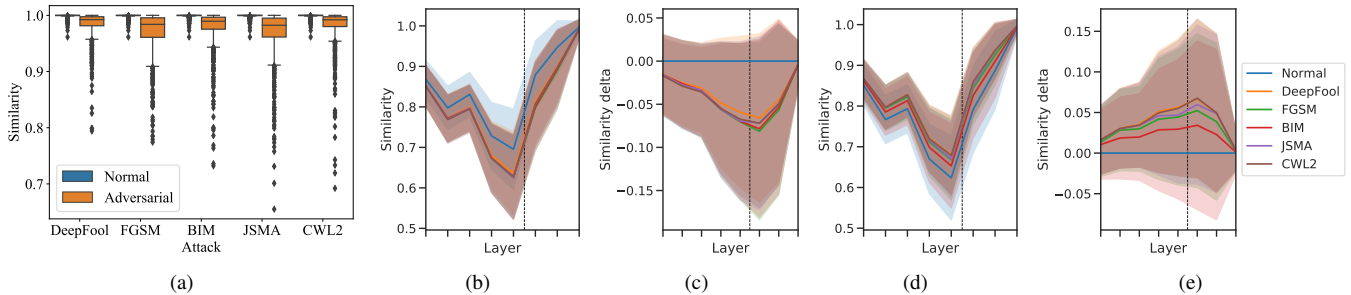 1.0
0.9
0.8
0.7
Similarity
Normal
Adversarial
DeepFool FGSM BIM JSMA CWL2
Attack
(a)
1.0
0.9
0.8
0.7
0.6
0.5
Similarity
Layer
(b)
0.00
−0.05
−0.10
−0.15
Similarity delta
Layer
(c)
1.0
0.9
0.8
0.7
0.6
0.5
Similarity
Layer
(d)
0.15
0.10
0.05
0.00
−0.05
Similarity delta
Layer
(e)
Normal
DeepFool
FGSM
BIM
JSMA
CWL2